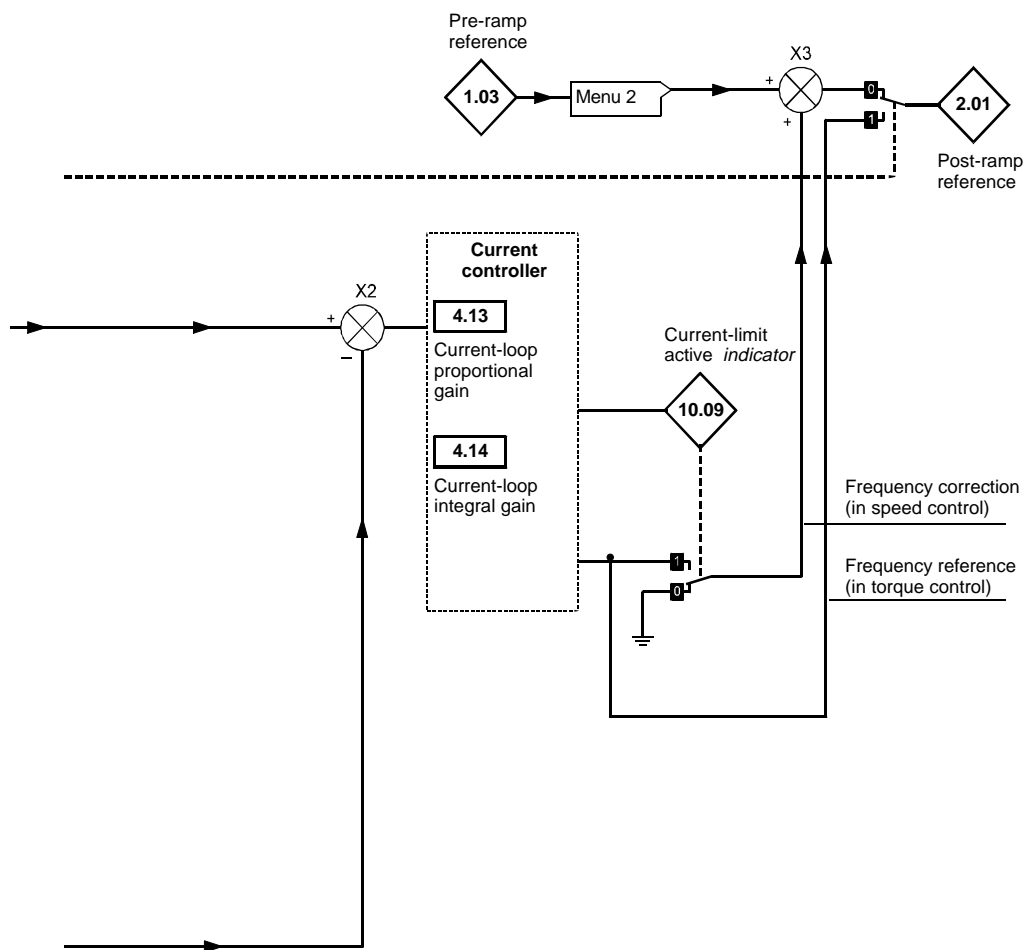 Pre-ramp
reference
1.03
Menu 2
+
+
X3
0
1
2.01
Post-ramp
reference
Current
controller
X2
+
−
4.13
Current-loop
proportional
gain
4.14
Current-loop
integral gain
Current-limit
active indicator
10.09
1
0
Frequency correction
(in speed control)
Frequency reference
(in torque control)